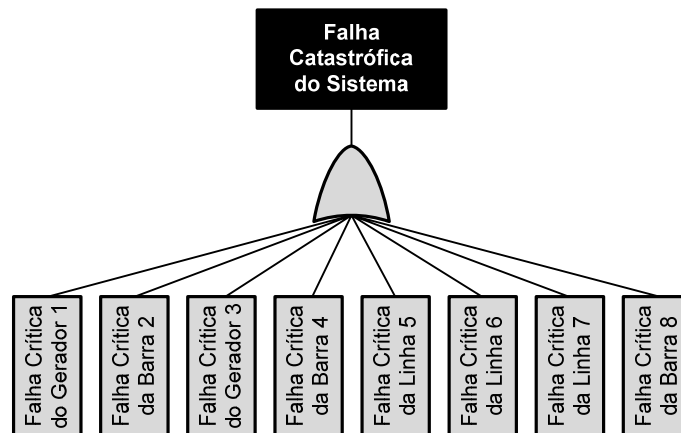 Falha
Catastrófica
do Sistema
Falha Crítica
do Gerador 1
Falha Crítica
da Barra 2
Falha Crítica
do Gerador 3
Falha Crítica
da Barra 4
Falha Crítica
da Linha 5
Falha Crítica
da Linha 6
Falha Crítica
da Linha 7
Falha Crítica
da Barra 8